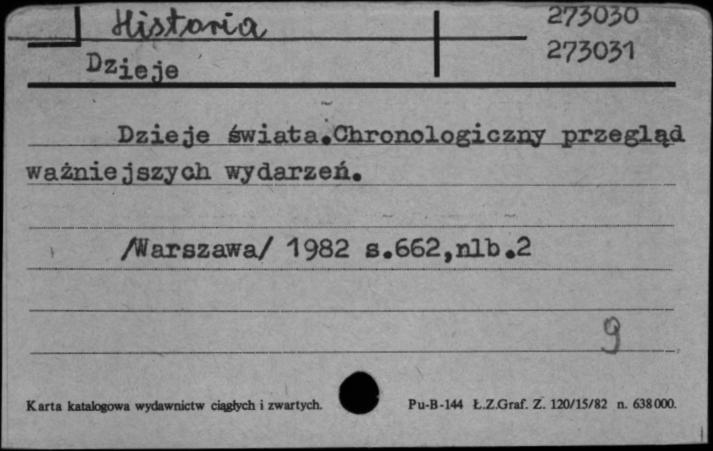 Historia 273030
273031
Dzieje
Dzieje świata.Chronologiczny przegląd
ważniejszych wydarzeń.
/Warszawa/ 1982 s.662,nlb.2
g
Karta katalogowa wydawnictw ciągłych i zwartych. Pu-B-144 Ł.Z.Graf. Z. 120/15/82 n. 638000.